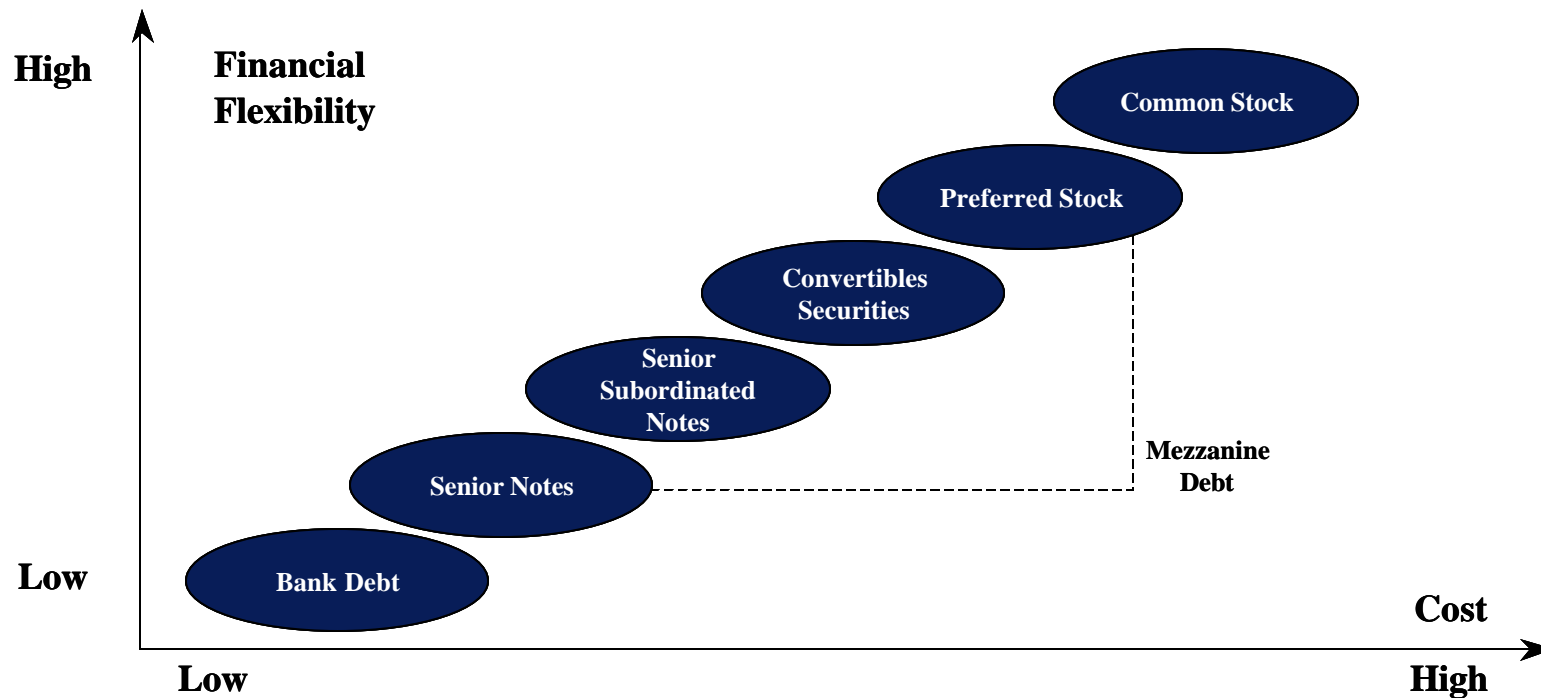 High
Financial
Flexibility
Common Stock
Preferred Stock
Convertibles
Securities
Senior
Subordinated
Notes
Mezzanine
Debt
Senior Notes
Low
Bank Debt
Cost
Low
High